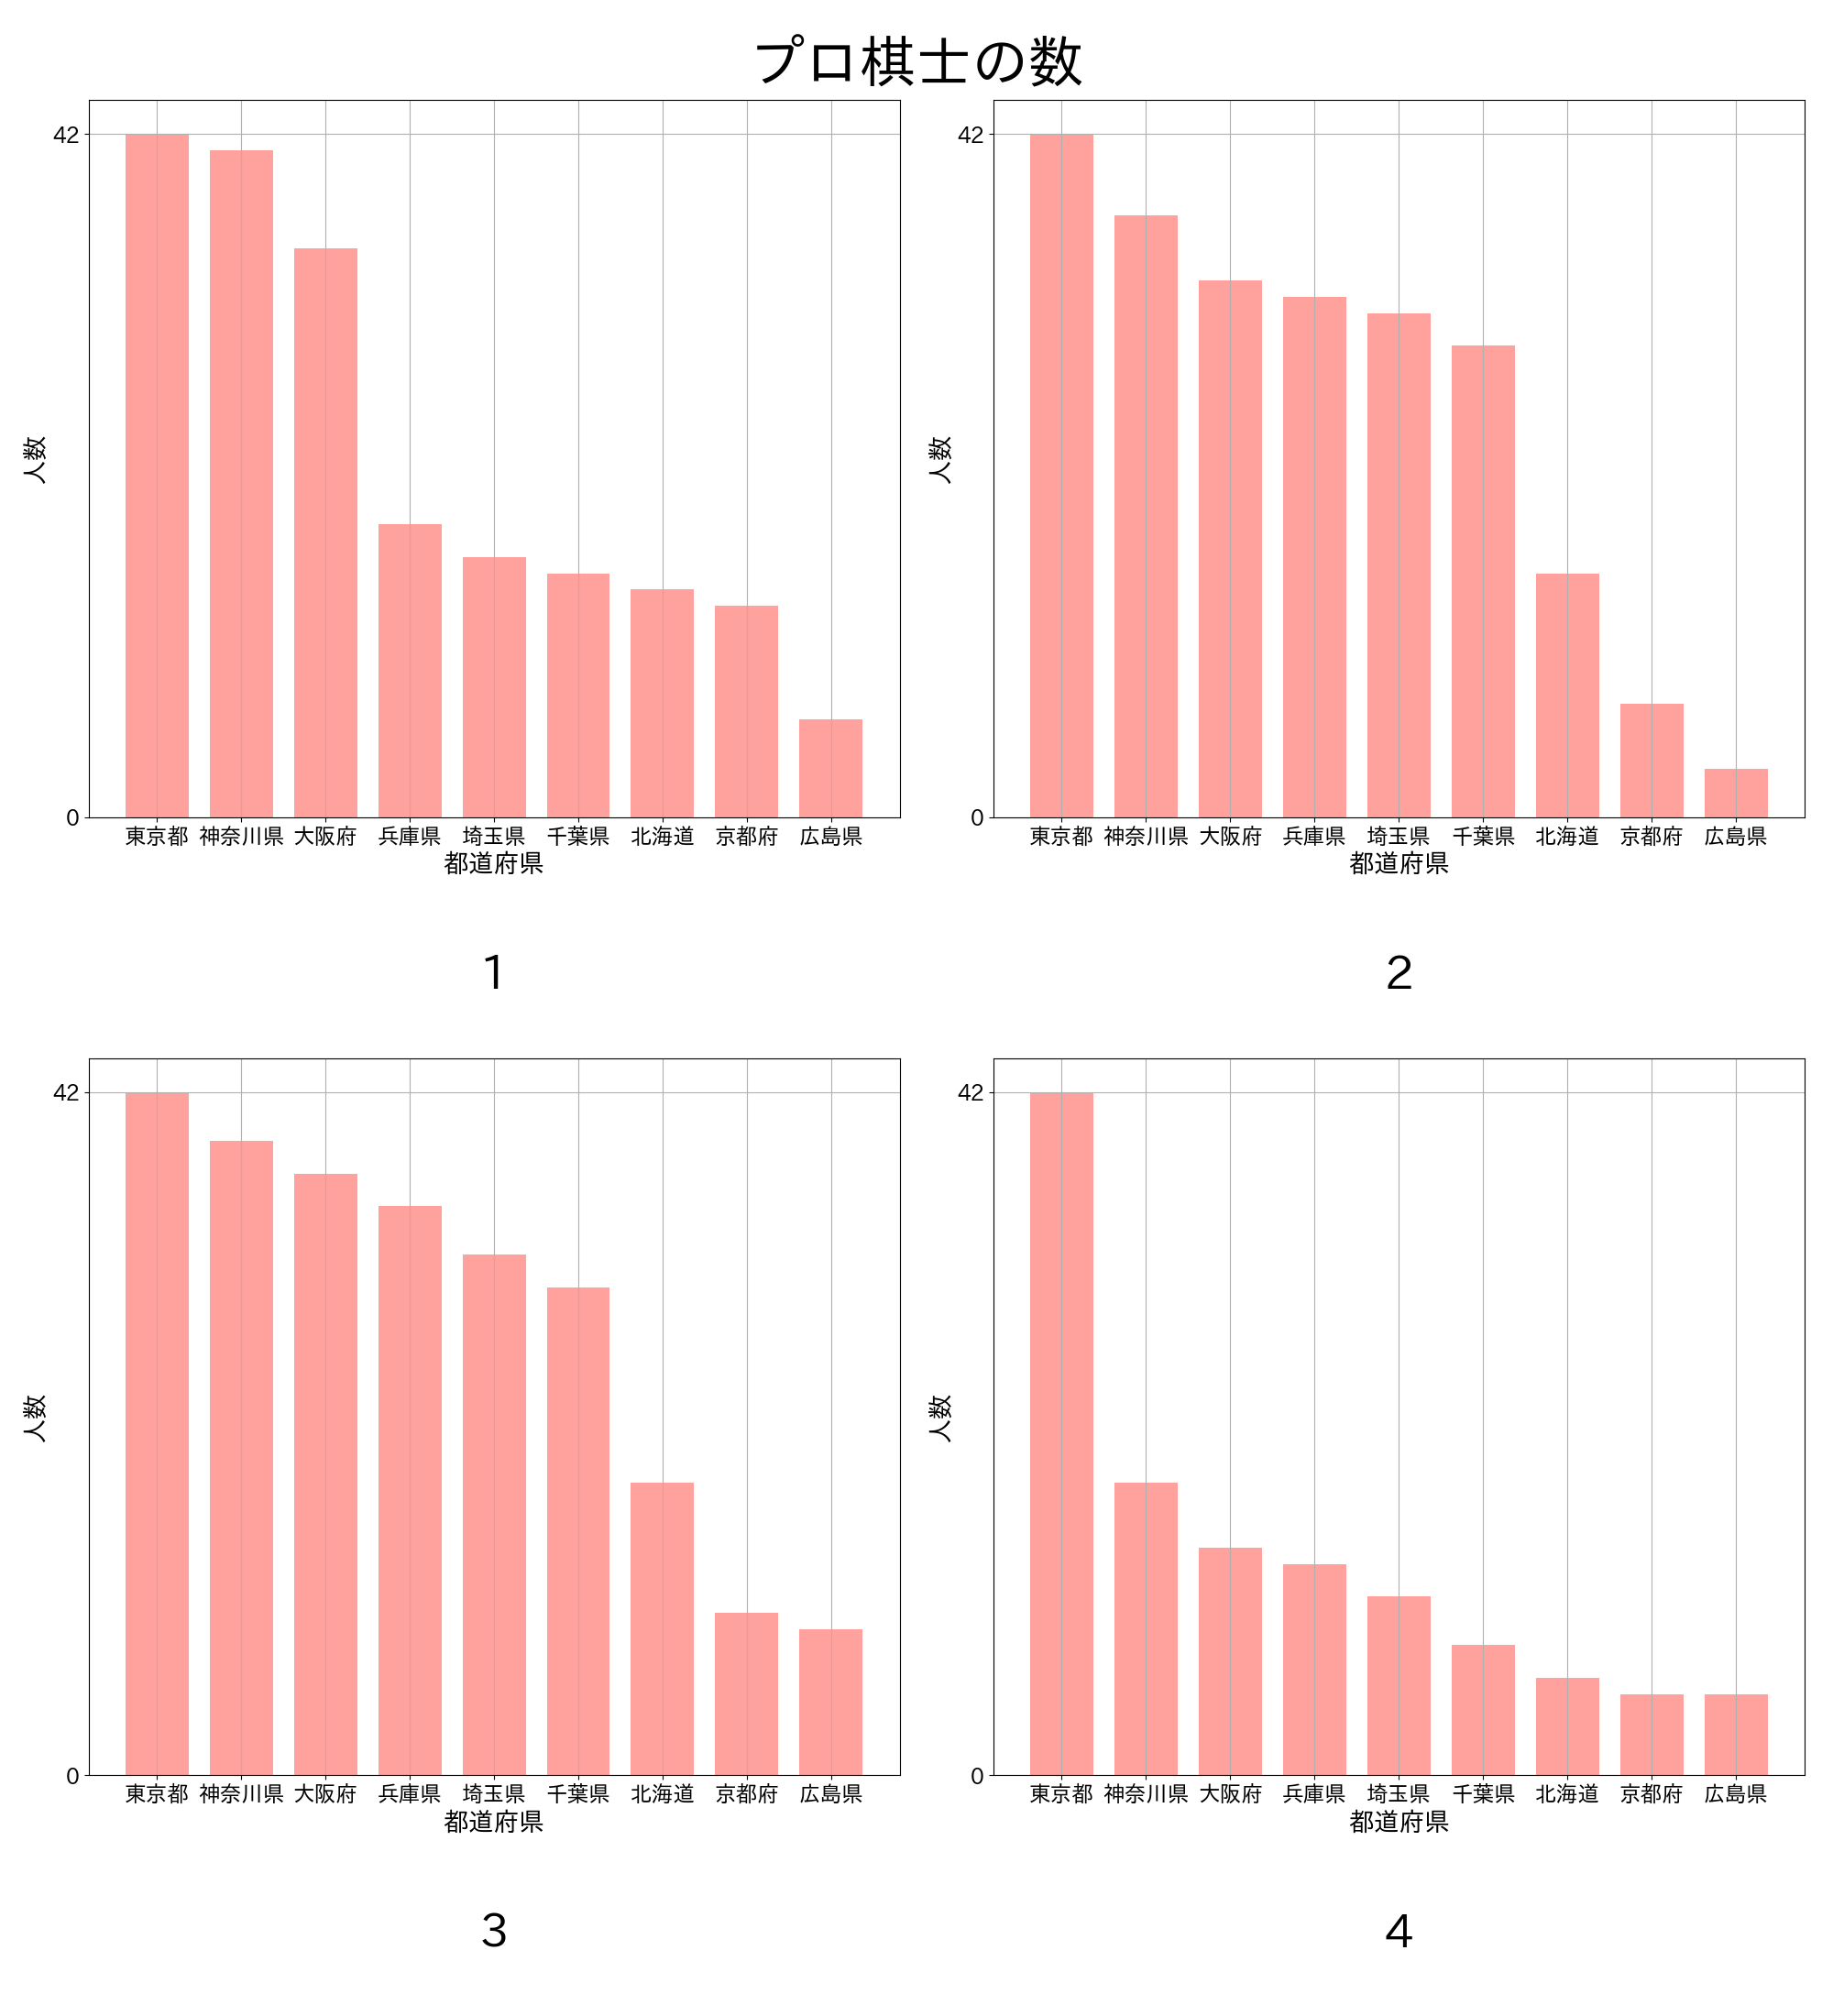 プロ棋士の数
42
0
人数
東京都 神奈川県 大阪府 兵庫県 埼玉県 千葉県 北海道 京都府 広島県
都道府県
1
42
0
人数
東京都 神奈川県 大阪府 兵庫県 埼玉県 千葉県 北海道 京都府 広島県
都道府県
2
42
0
人数
東京都 神奈川県 大阪府 兵庫県 埼玉県 千葉県 北海道 京都府 広島県
都道府県
3
42
0
人数
東京都 神奈川県 大阪府 兵庫県 埼玉県 千葉県 北海道 京都府 広島県
都道府県
4